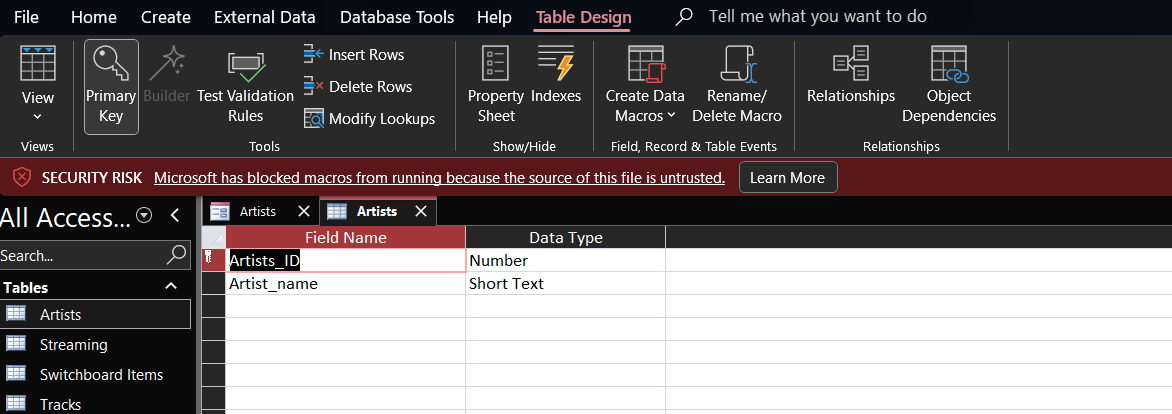 File Home Create External Data Database Tools Help Table Design Tell me what you want to do
View
Primary Key
Builder
Test Validation Rules
Insert Rows
Delete Rows
Modify Lookups
Property Sheet
Indexes
Create Data Macros
Rename/ Delete Macro
Relationships
Object Dependencies
Views Tools Show/Hide Field, Record & Table Events Relationships
SECURITY RISK Microsoft has blocked macros from running because the source of this file is untrusted. Learn More
All Access...
Artists Artists
Search...
Field Name Data Type
Artists_ID Number
Artist_name Short Text
Tables
Artists
Streaming
Switchboard Items
Tracks